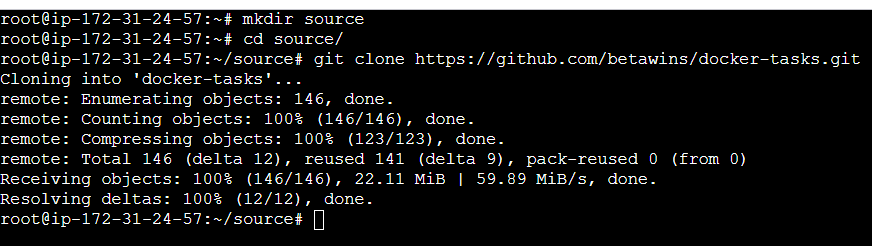 root@ip-172-31-24-57:~# mkdir source
root@ip-172-31-24-57:~# cd source/
root@ip-172-31-24-57:~/source# git clone https://github.com/betawins/docker-tasks.git
Cloning into 'docker-tasks'...
remote: Enumerating objects: 146, done.
remote: Counting objects: 100% (146/146), done.
remote: Compressing objects: 100% (123/123), done.
remote: Total 146 (delta 12), reused 141 (delta 9), pack-reused 0 (from 0)
Receiving objects: 100% (146/146), 22.11 MiB | 59.89 MiB/s, done.
Resolving deltas: 100% (12/12), done.
root@ip-172-31-24-57:~/source#